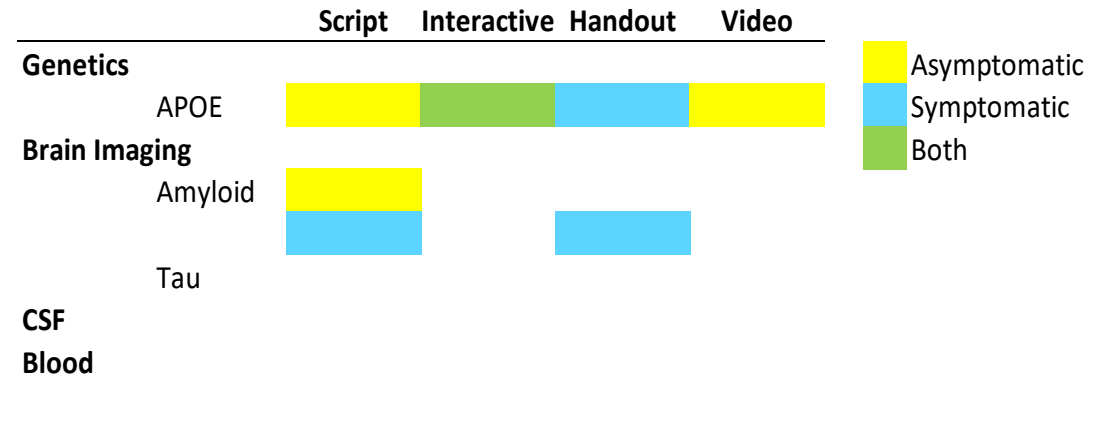 Script Interactive Handout Video
Genetics Asymptomatic
APOE Symptomatic
Brain Imaging Both
Amyloid
Tau
CSF
Blood